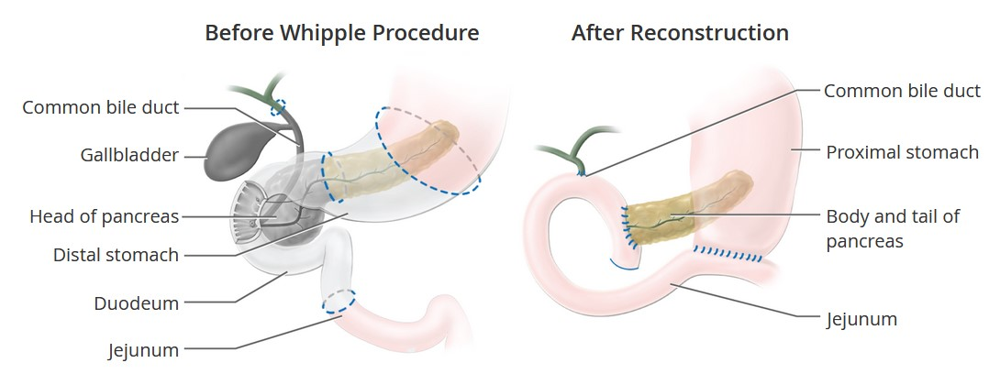 Before Whipple Procedure
Common bile duct
Gallbladder
Head of pancreas
Distal stomach
Duodeum
Jejunum
After Reconstruction
Common bile duct
Proximal stomach
Body and tail of
pancreas
Jejunum